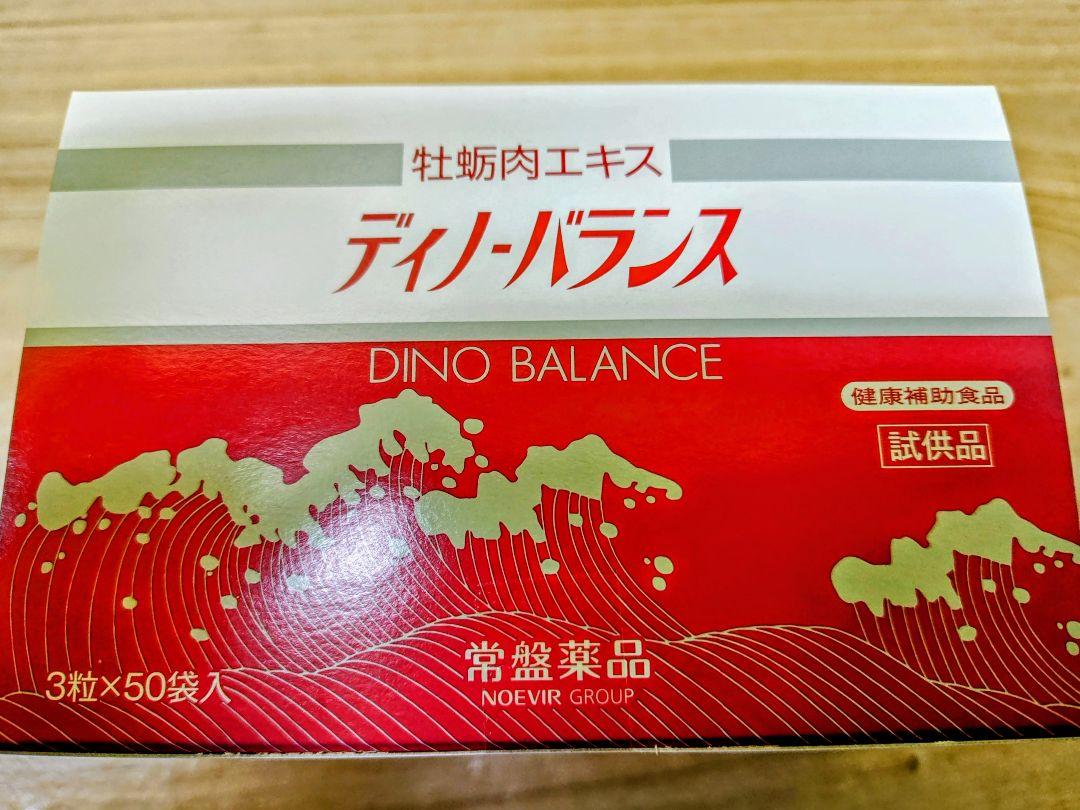 牡蛎肉エキス
ディノーバランス
DINO BALANCE
健康補助食品
試供品
常盤薬品
NOEVIR GROUP
3粒×50袋入